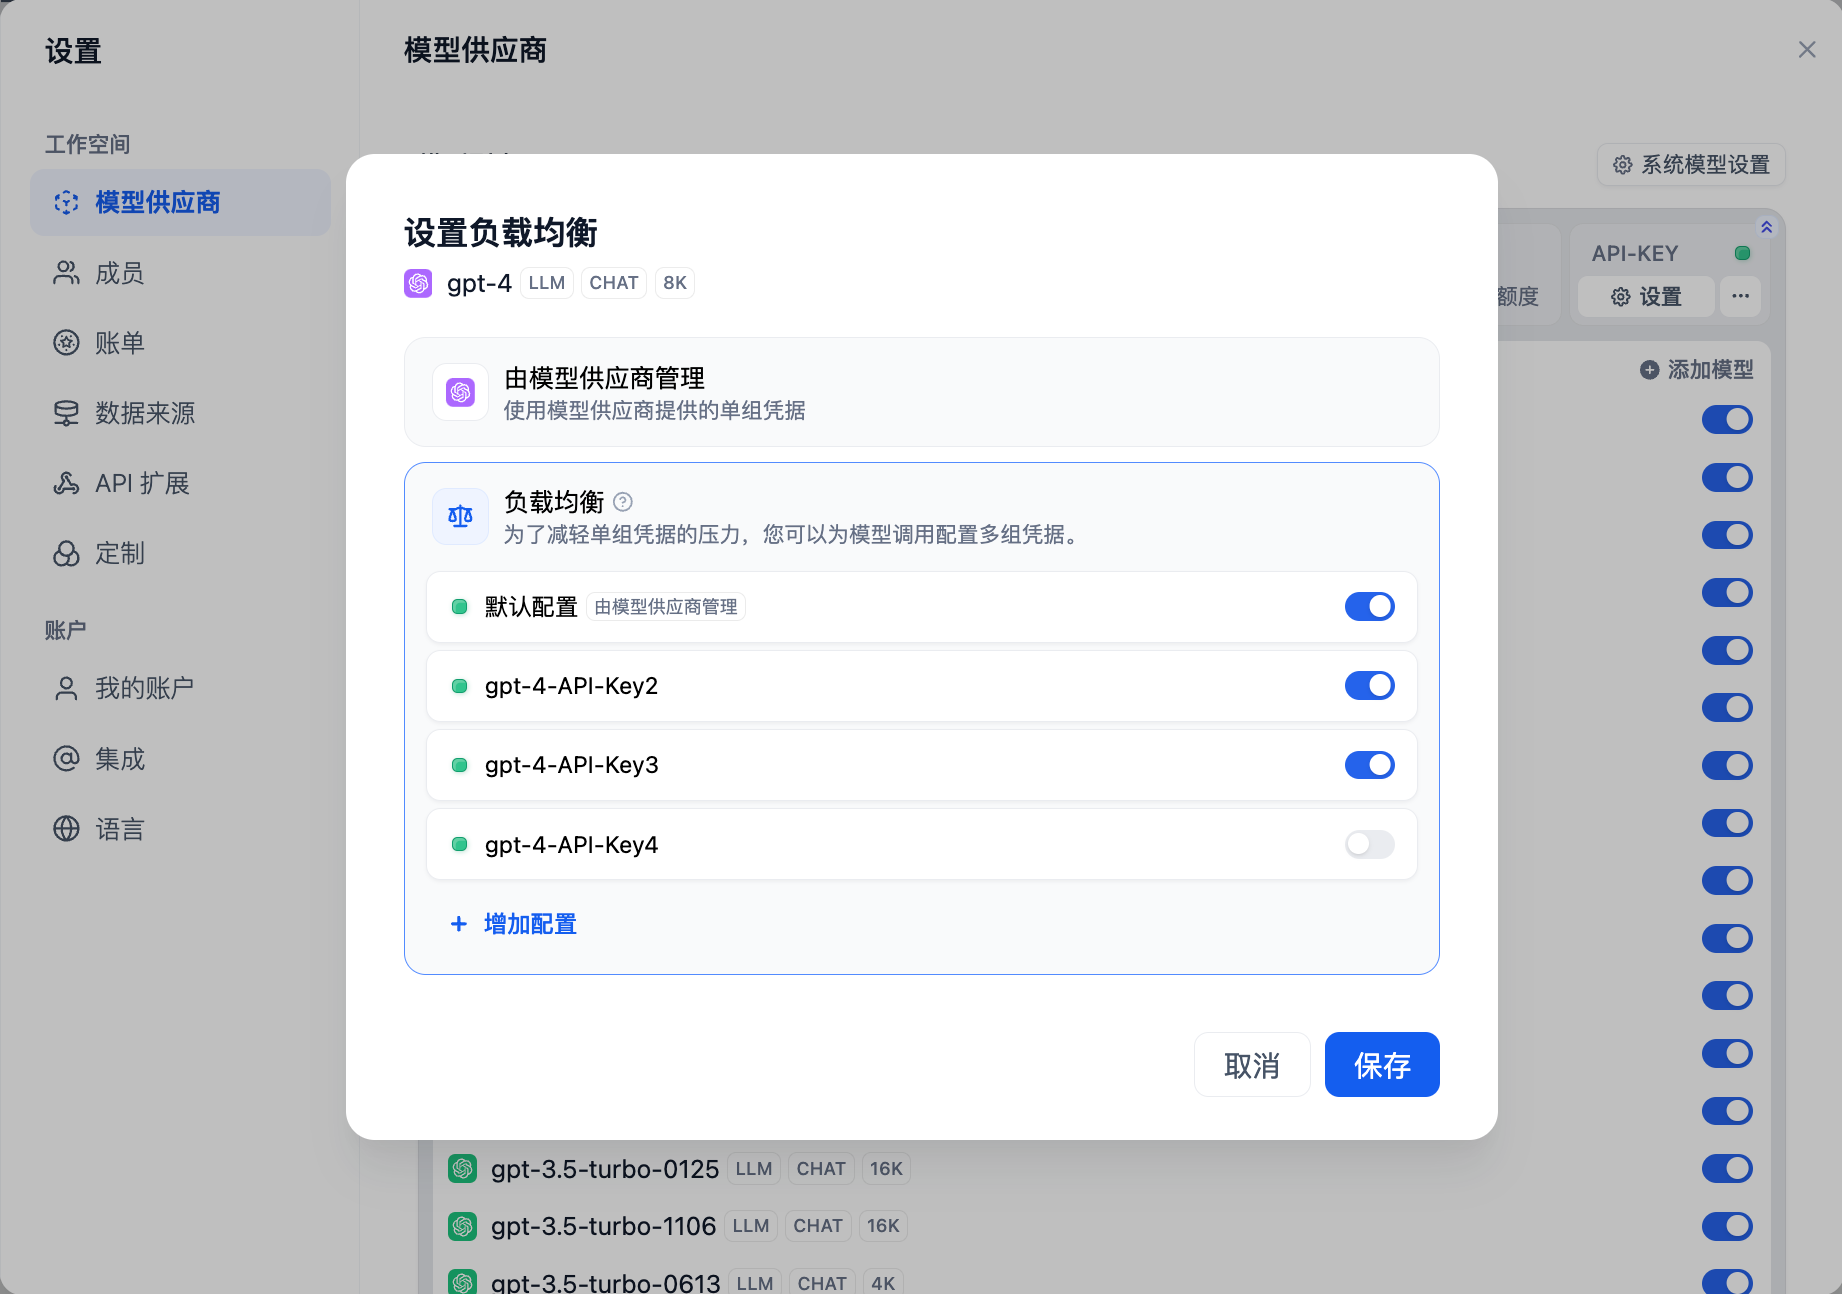 设置
模型供应商
工作空间
模型供应商
成员
账单
数据来源
API 扩展
定制
账户
我的账户
集成
语言
系统模型设置
API-KEY
额度
设置
添加模型
设置负载均衡
gpt-4 LLM CHAT 8K
由模型供应商管理
使用模型供应商提供的单组凭据
负载均衡
为了减轻单组凭据的压力，您可以为模型调用配置多组凭据。
默认配置 由模型供应商管理
gpt-4-API-Key2
gpt-4-API-Key3
gpt-4-API-Key4
+ 增加配置
取消 保存
gpt-3.5-turbo-0125 LLM CHAT 16K
gpt-3.5-turbo-1106 LLM CHAT 16K
gpt-3.5-turbo-0613 LLM CHAT 4K